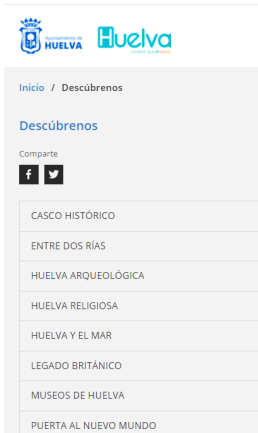 Ayuntamiento de
HUELVA
Huelva
Inicio / Descúbrenos
Descúbrenos
Comparte
CASCO HISTÓRICO
ENTRE DOS RÍAS
HUELVA ARQUEOLÓGICA
HUELVA RELIGIOSA
HUELVA Y EL MAR
LEGADO BRITÁNICO
MUSEOS DE HUELVA
PUERTA AL NUEVO MUNDO